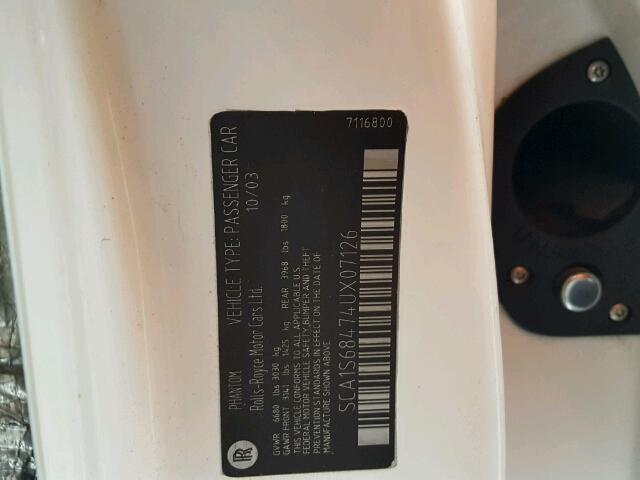 7116800
PHANTOM VEHICLE TYPE: PASSENGER CAR
Rolls-Royce Motor Cars Ltd. 10/03
GVWR 6680 lbs 3030 kg
GAWR FRONT 3141 lbs 1425 kg REAR 3968 lbs 1800 kg
THIS VEHICLE CONFORMS TO ALL APPLICABLE U.S.
FEDERAL MOTOR VEHICLE SAFETY, BUMPER AND THEFT
PREVENTION STANDARDS IN EFFECT ON THE DATE OF
MANUFACTURE SHOWN ABOVE.
SCA1S68474UX07126
RR